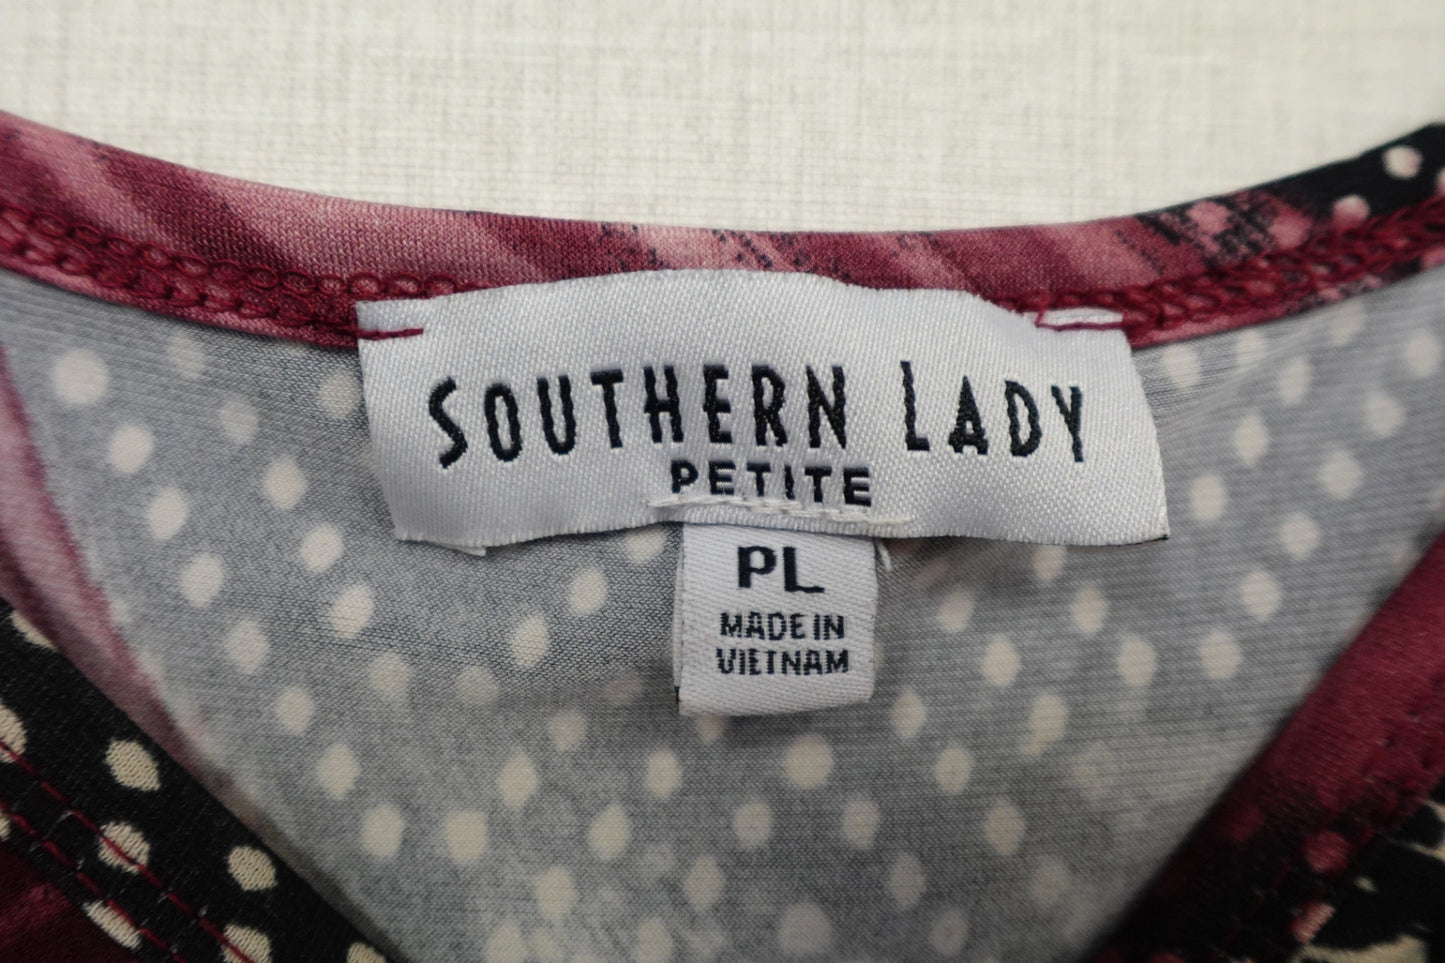 SOUTHERN LADY
PETITE
PL
MADE IN
VIETNAM